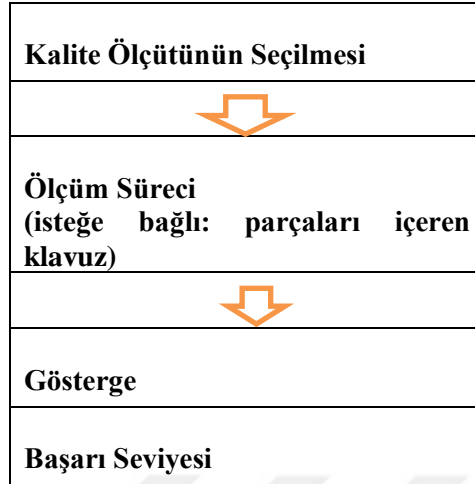 Kalite Ölçütünün Seçilmesi
Ölçüm Süreci
(isteğe bağlı: parçaları içeren
klavuz)
Gösterge
Başarı Seviyesi